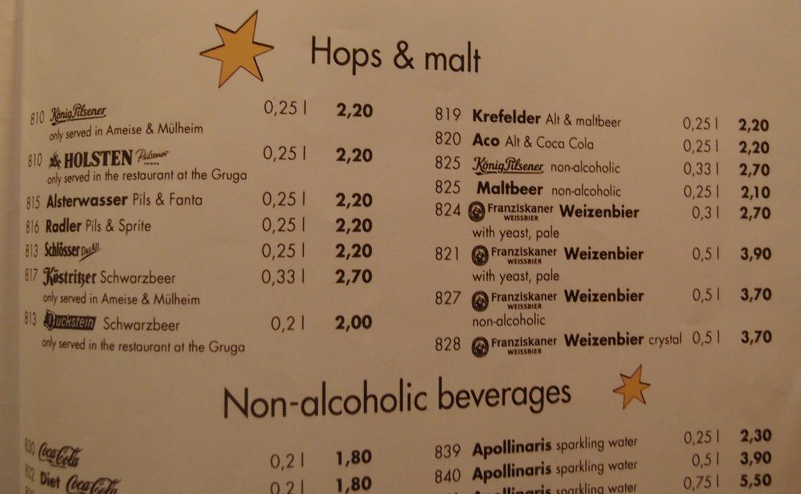 Hops & malt
810 König Pilsener 0,25 l 2,20
only served in Ameise & Mülheim
810 HOLSTEN Pilsener 0,25 l 2,20
only served in the restaurant at the Gruga
815 Alsterwasser Pils & Fanta 0,25 l 2,20
816 Radler Pils & Sprite 0,25 l 2,20
813 Schlösser Das Alt. 0,25 l 2,20
817 Köstritzer Schwarzbeer 0,33 l 2,70
only served in Ameise & Mülheim
813 Duckstein Schwarzbeer 0,2 l 2,00
only served in the restaurant at the Gruga
819 Krefelder Alt & maltbeer 0,25 l 2,20
820 Aco Alt & Coca Cola 0,25 l 2,20
825 König Pilsener non-alcoholic 0,33 l 2,70
825 Maltbeer non-alcoholic 0,25 l 2,10
824 Franziskaner WEISSBIER Weizenbier 0,3 l 2,70
with yeast, pale
821 Franziskaner WEISSBIER Weizenbier 0,5 l 3,90
with yeast, pale
827 Franziskaner WEISSBIER Weizenbier 0,5 l 3,70
non-alcoholic
828 Franziskaner WEISSBIER Weizenbier crystal 0,5 l 3,70
Non-alcoholic beverages
830 Coca-Cola 0,2 l 1,80
Diet Coca-Cola 0,2 l 1,80
839 Apollinaris sparkling water 0,25 l 2,30
840 Apollinaris sparkling water 0,5 l 3,90
Apollinaris sparkling water 0,75 l 5,50